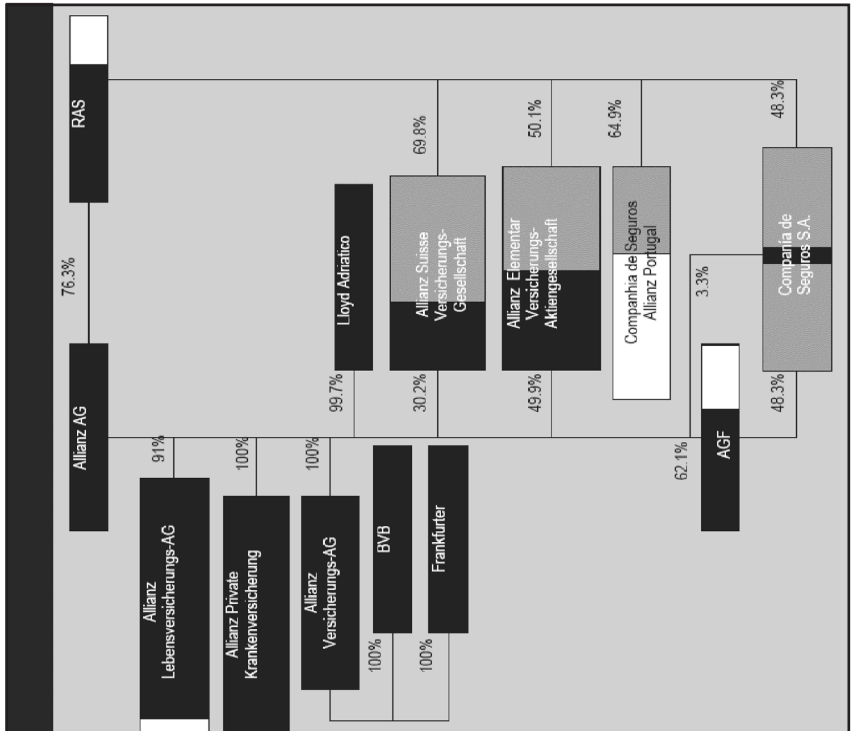 Allianz AG
76.3%
RAS
91%
Allianz
Lebensversicherungs-AG
100%
Allianz Private
Krankenversicherung
100%
Allianz
Versicherungs-AG
100%
BVB
100%
Frankfurter
99.7%
Lloyd Adriatico
30.2%
Allianz Suisse
Versicherungs-
Gesellschaft
69.8%
49.9%
Allianz Elementar
Versicherungs-
Aktiengesellschaft
50.1%
Companhia de Seguros
Allianz Portugal
64.9%
62.1%
AGF
3.3%
48.3%
Compañía de
Seguros S.A.
48.3%